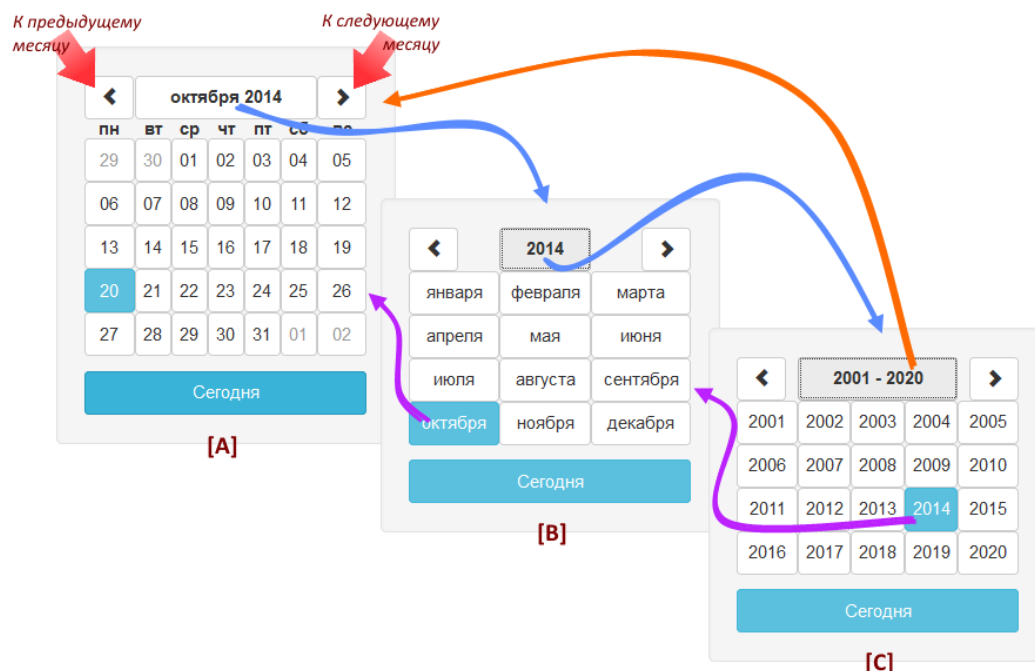 К предыдущему
месяцу
К следующему
месяцу
октября 2014
пн вт ср чт пт сб
29 30 01 02 03 04 05
06 07 08 09 10 11 12
13 14 15 16 17 18 19
20 21 22 23 24 25 26
27 28 29 30 31 01 02
Сегодня
[A]
2014
января февраля марта
апреля мая июня
июля августа сентября
октября ноября декабря
Сегодня
[B]
2001 - 2020
2001 2002 2003 2004 2005
2006 2007 2008 2009 2010
2011 2012 2013 2014 2015
2016 2017 2018 2019 2020
Сегодня
[C]